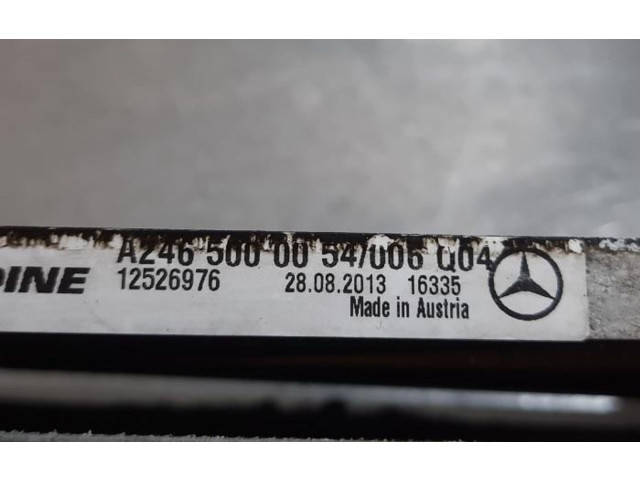 A246 500 00 54/006 Q04
DINE 12526976 28.08.2013 16335
Made in Austria